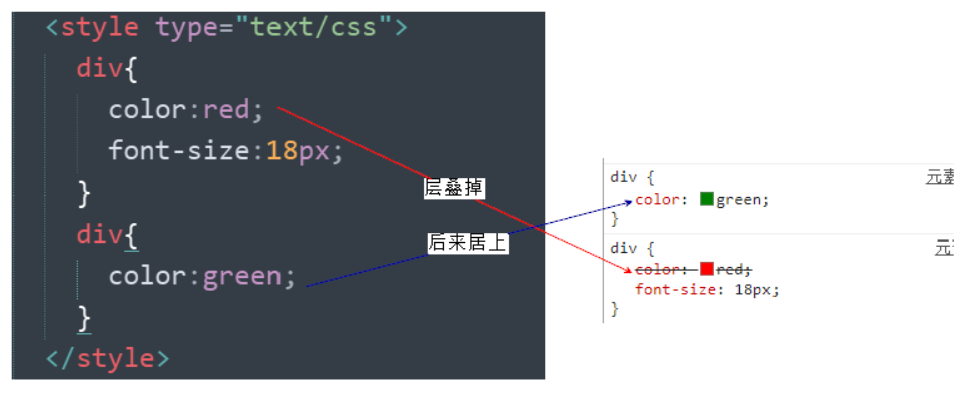 <style type="text/css">
div{
color:red;
font-size:18px;
}
div{
color:green;
}
</style>
层叠掉
后来居上
div {
元素
color: green;
}
div {
元
color: red;
font-size: 18px;
}